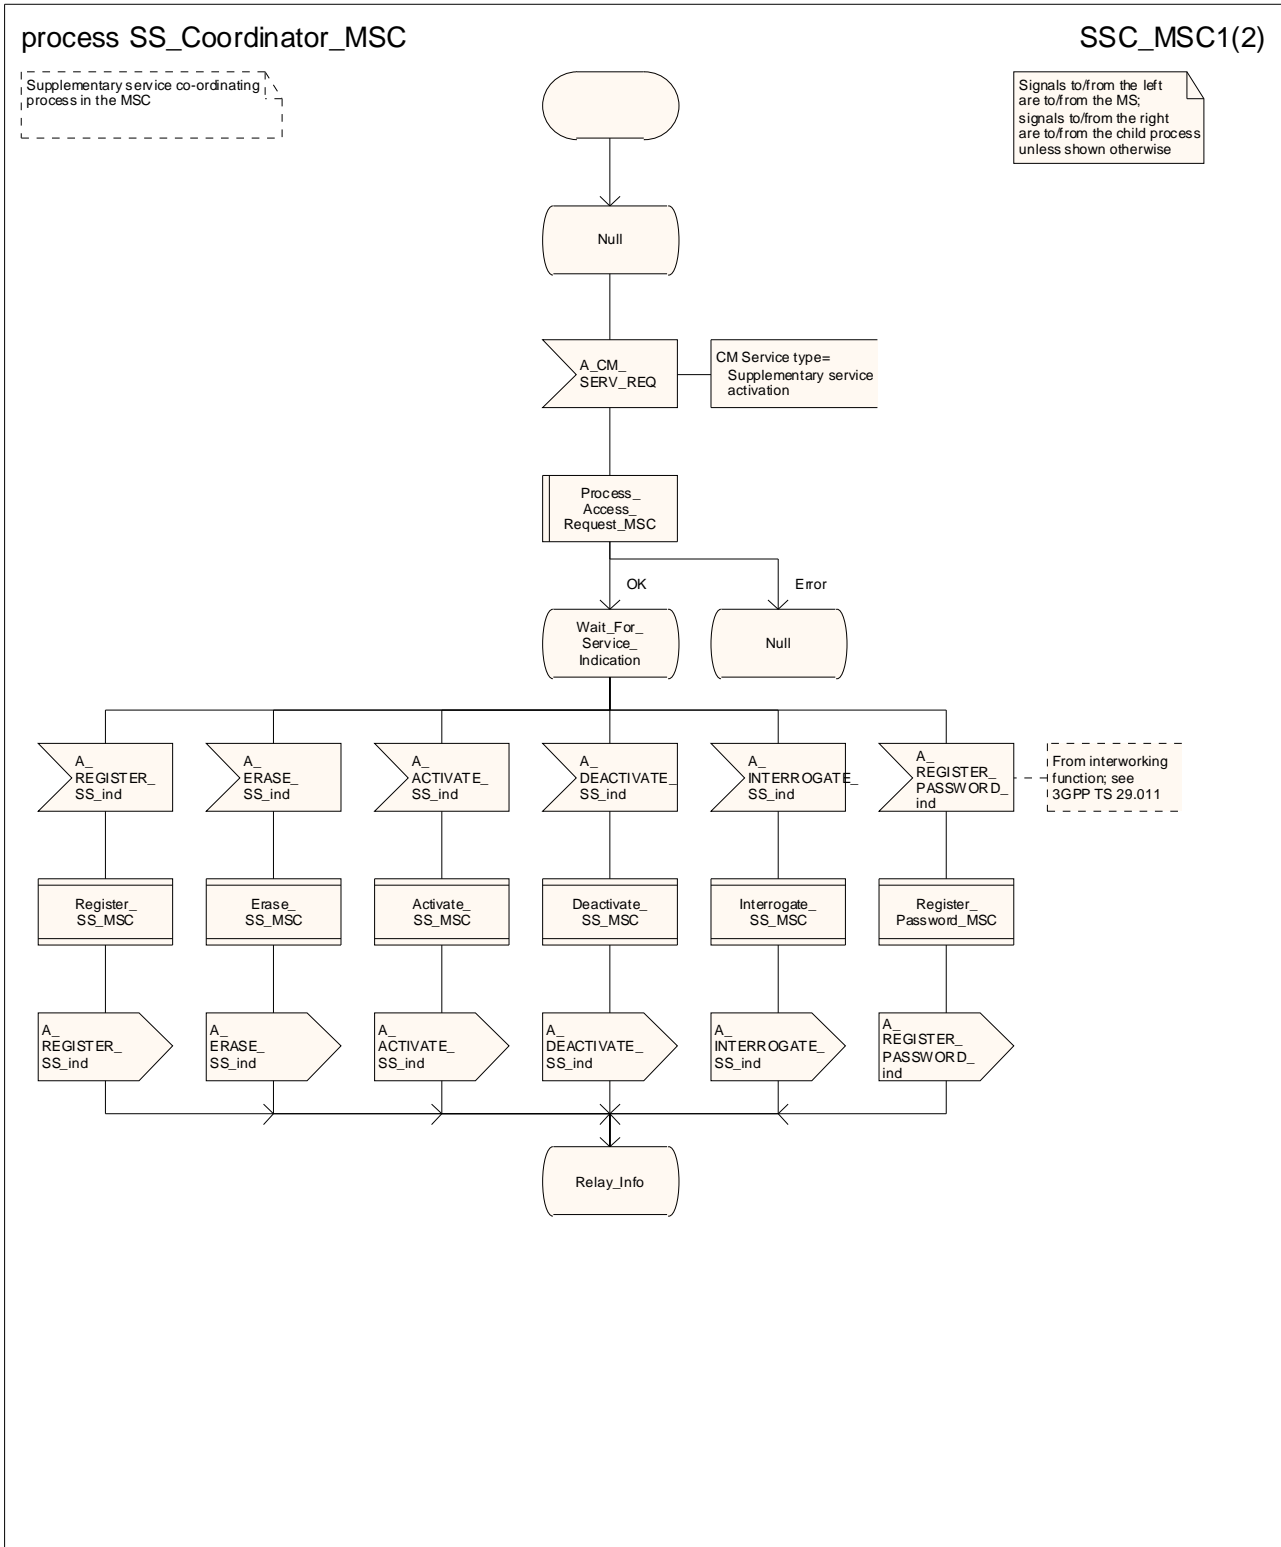 process SS_Coordinator_MSC
SSC_MSC1(2)
Supplementary service co-ordinating
process in the MSC
Signals to/from the left
are to/from the MS;
signals to/from the right
are to/from the child process
unless shown otherwise
Null
A_CM_
SERV_REQ
CM Service type=
Supplementary service
activation
Process_
Access_
Request_MSC
OK
Error
Wait_For_
Service_
Indication
Null
A_
REGISTER_
SS_ind
A_
ERASE_
SS_ind
A_
ACTIVATE_
SS_ind
A_
DEACTIVATE_
SS_ind
A_
INTERROGATE_
SS_ind
A_
REGISTER_
PASSWORD_
ind
From interworking
function; see
3GPP TS 29.011
Register_
SS_MSC
Erase_
SS_MSC
Activate_
SS_MSC
Deactivate_
SS_MSC
Interrogate_
SS_MSC
Register_
Password_MSC
A_
REGISTER_
SS_ind
A_
ERASE_
SS_ind
A_
ACTIVATE_
SS_ind
A_
DEACTIVATE_
SS_ind
A_
INTERROGATE_
SS_ind
A_
REGISTER_
PASSWORD_
ind
Relay_Info